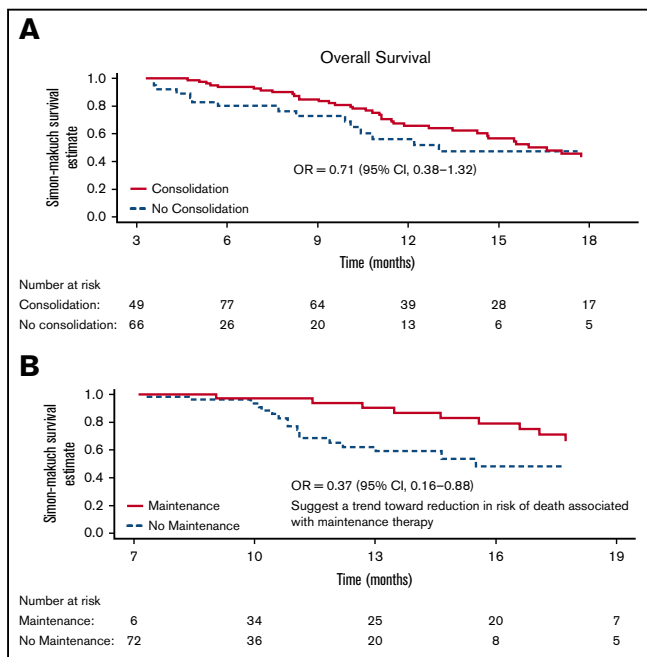 A
Overall Survival
Simon-makuch survival
estimate
1.0
0.8
0.6
0.4
0.2
0.0
OR = 0.71 (95% CI, 0.38–1.32)
Consolidation
No Consolidation
3 6 9 12 15 18
Time (months)
Number at risk
Consolidation: 49 77 64 39 28 17
No consolidation: 66 26 20 13 6 5
B
Simon-makuch survival
estimate
1.0
0.8
0.6
0.4
0.2
0.0
OR = 0.37 (95% CI, 0.16–0.88)
Maintenance
Suggest a trend toward reduction in risk of death associated
with maintenance therapy
No Maintenance
7 10 13 16 19
Time (months)
Number at risk
Maintenance: 6 34 25 20 7
No Maintenance: 72 36 20 8 5